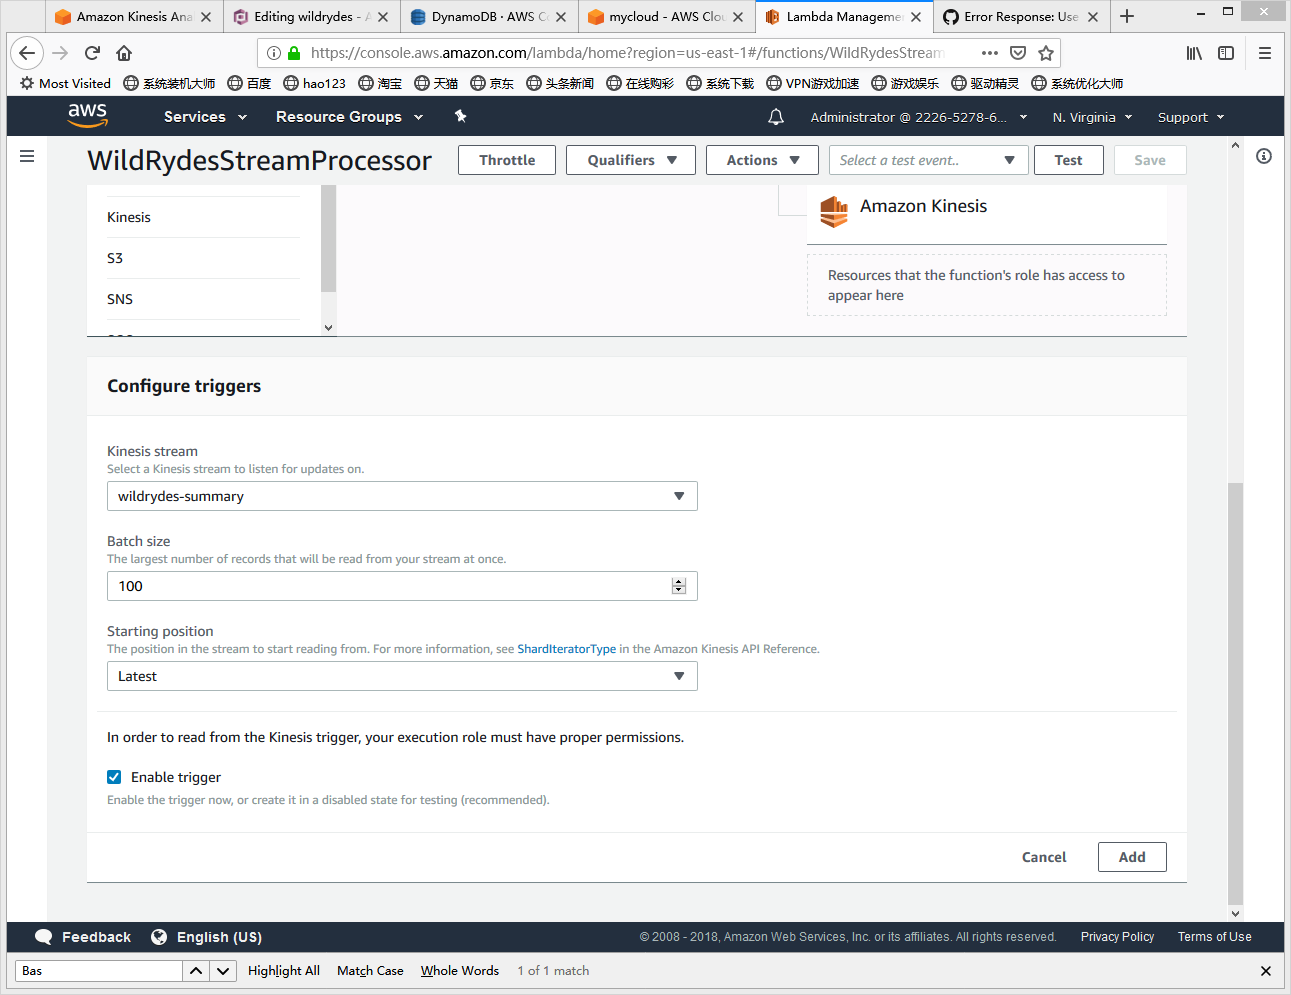 Amazon Kinesis Ana
Editing wildrydes - A
DynamoDB · AWS Co
mycloud - AWS Clou
Lambda Manageme
Error Response: Use
https://console.aws.amazon.com/lambda/home?region=us-east-1#/functions/WildRydesStream
Most Visited 系统装机大师 百度 hao123 淘宝 天猫 京东 头条新闻 在线购彩 系统下载 VPN游戏加速 游戏娱乐 驱动精灵 系统优化大师
aws Services Resource Groups Administrator @ 2226-5278-6... N. Virginia Support
WildRydesStreamProcessor Throttle Qualifiers Actions Select a test event.. Test Save
Kinesis
S3
SNS
Amazon Kinesis
Resources that the function's role has access to
appear here
Configure triggers
Kinesis stream
Select a Kinesis stream to listen for updates on.
wildrydes-summary
Batch size
The largest number of records that will be read from your stream at once.
100
Starting position
The position in the stream to start reading from. For more information, see ShardIteratorType in the Amazon Kinesis API Reference.
Latest
In order to read from the Kinesis trigger, your execution role must have proper permissions.
Enable trigger
Enable the trigger now, or create it in a disabled state for testing (recommended).
Cancel Add
Feedback English (US) © 2008 - 2018, Amazon Web Services, Inc. or its affiliates. All rights reserved. Privacy Policy Terms of Use
Bas Highlight All Match Case Whole Words 1 of 1 match